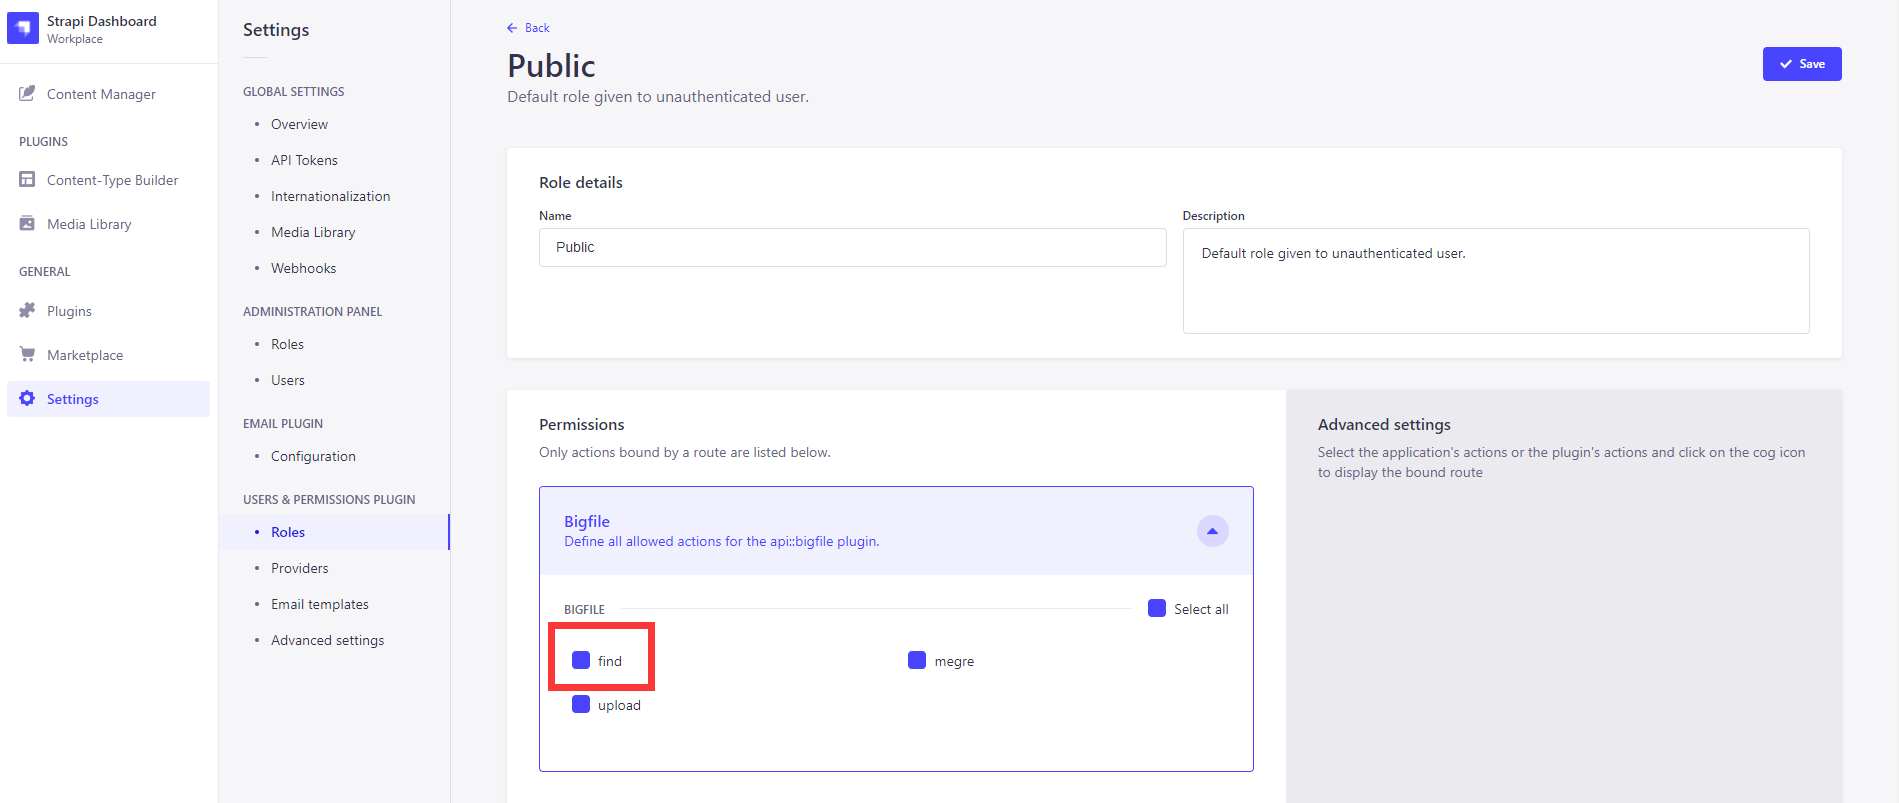 Strapi Dashboard
Workplace
Content Manager
PLUGINS
Content-Type Builder
Media Library
GENERAL
Plugins
Marketplace
Settings
Settings
GLOBAL SETTINGS
Overview
API Tokens
Internationalization
Media Library
Webhooks
ADMINISTRATION PANEL
Roles
Users
EMAIL PLUGIN
Configuration
USERS & PERMISSIONS PLUGIN
Roles
Providers
Email templates
Advanced settings
Back
Public
Default role given to unauthenticated user.
Save
Role details
Name
Public
Description
Default role given to unauthenticated user.
Permissions
Only actions bound by a route are listed below.
Bigfile
Define all allowed actions for the api::bigfile plugin.
BIGFILE
Select all
find
megre
upload
Advanced settings
Select the application's actions or the plugin's actions and click on the cog icon
to display the bound route